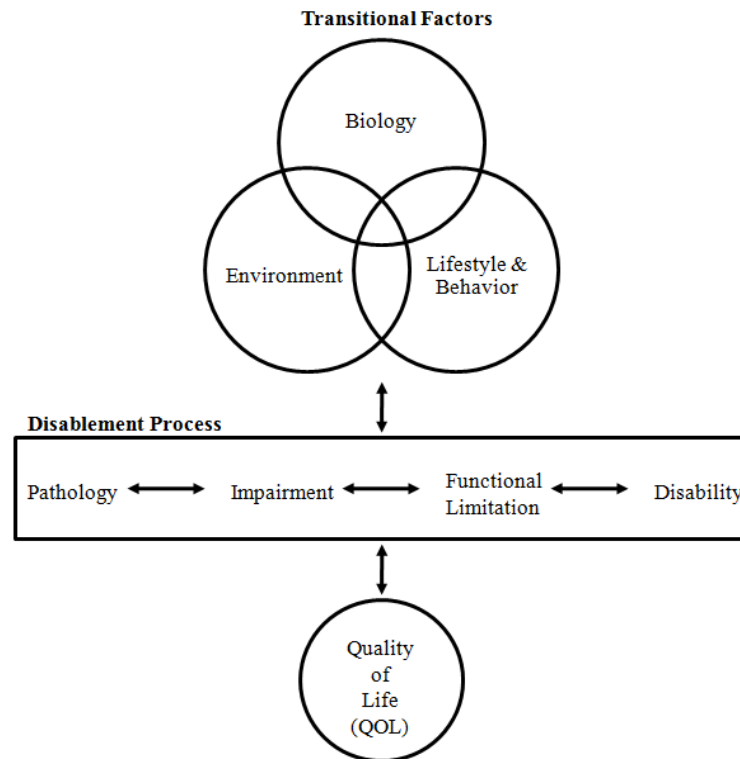 Transitional Factors
Biology
Environment
Lifestyle &
Behavior
Disablement Process
Pathology
Impairment
Functional
Limitation
Disability
Quality
of
Life
(QOL)